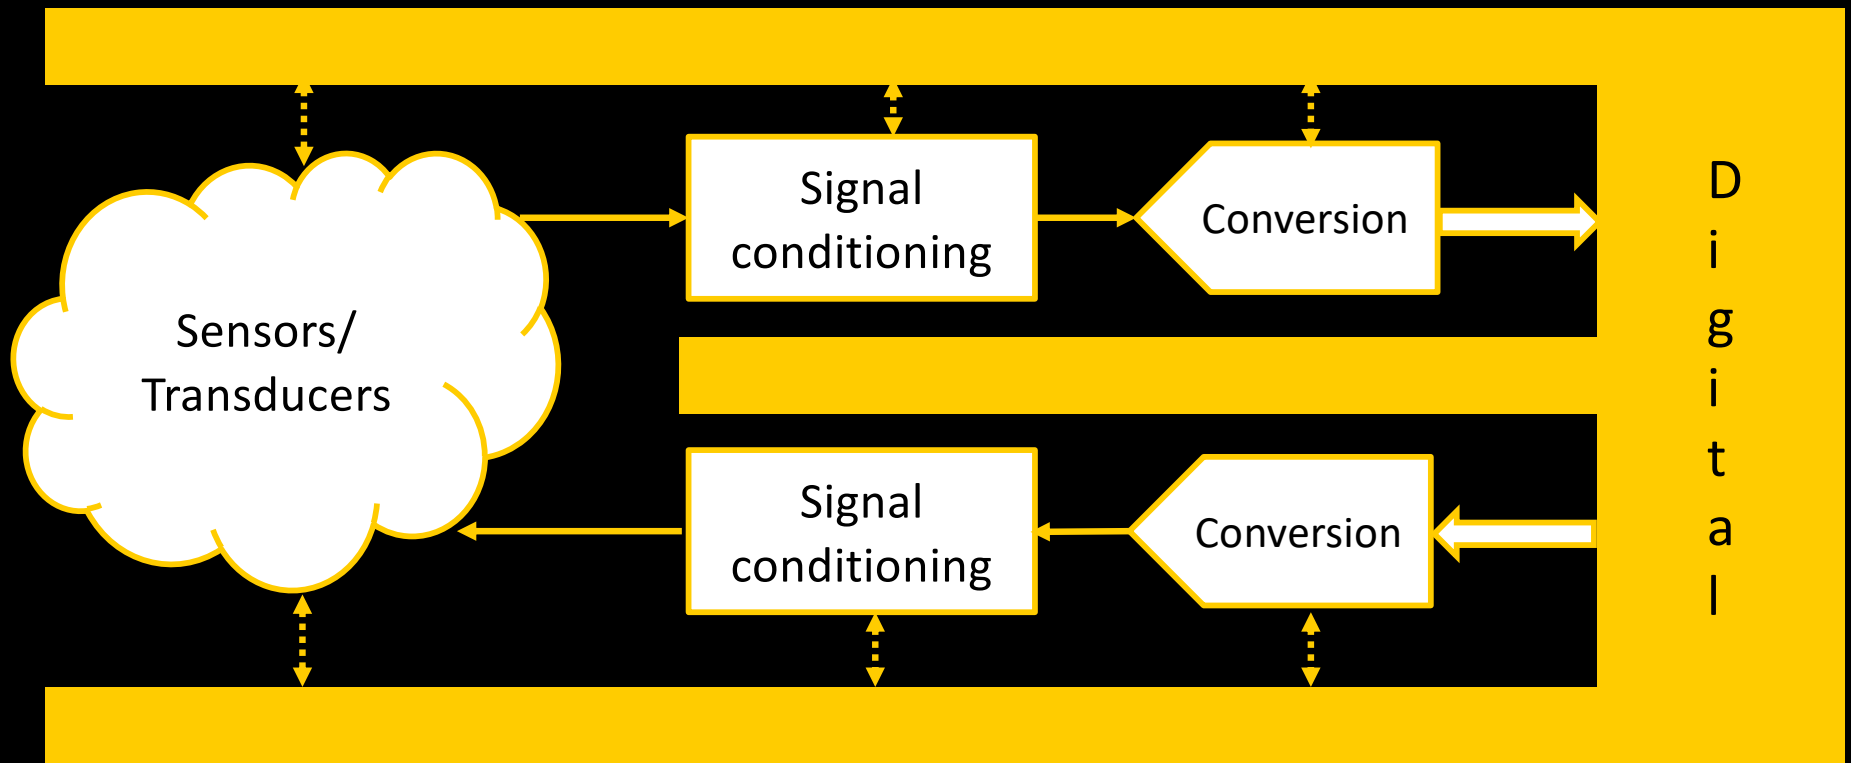 Sensors/
Transducers
Signal
conditioning
Conversion
Signal
conditioning
Conversion
D
i
g
i
t
a
l